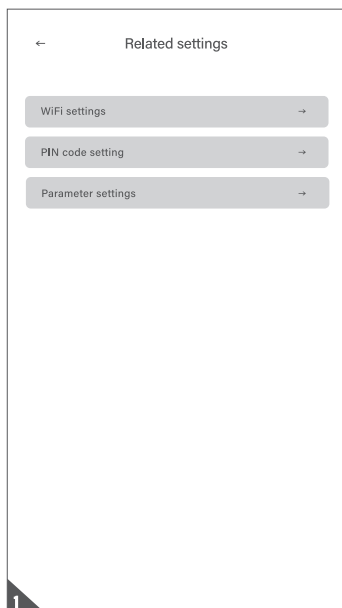 ← Related settings
WiFi settings →
PIN code setting →
Parameter settings →
1